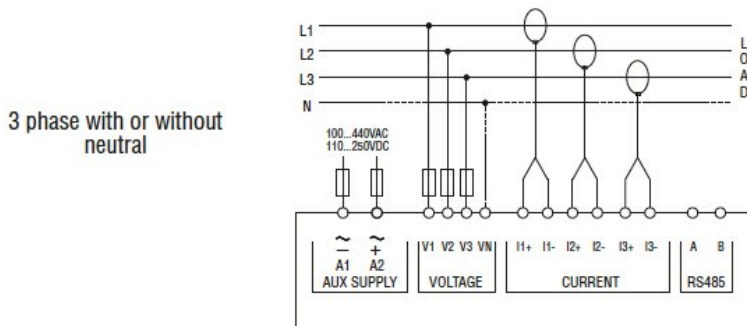 3 phase with or without
neutral
L1
L2
L3
N
L
O
A
D
100...440VAC
110...250VDC
V1 V2 V3 VN
I1+ I1- I2+ I2- I3+ I3-
A B
~ ~
− +
A1 A2
AUX SUPPLY
VOLTAGE
CURRENT
RS485